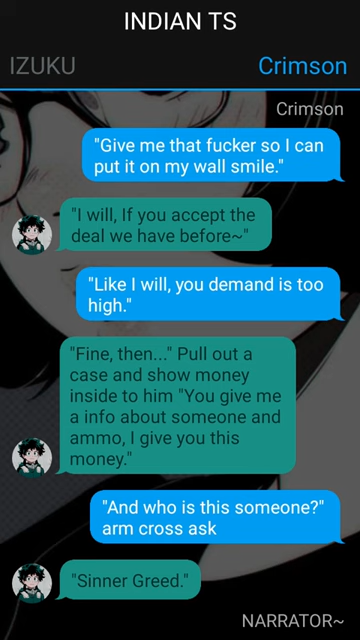 INDIAN TS
IZUKU
Crimson
Crimson
"Give me that fucker so I can
put it on my wall smile."
"I will, If you accept the
deal we have before~"
"Like I will, you demand is too
high."
"Fine, then..." Pull out a
case and show money
inside to him "You give me
a info about someone and
ammo, I give you this
money."
"And who is this someone?"
arm cross ask
"Sinner Greed."
NARRATOR~